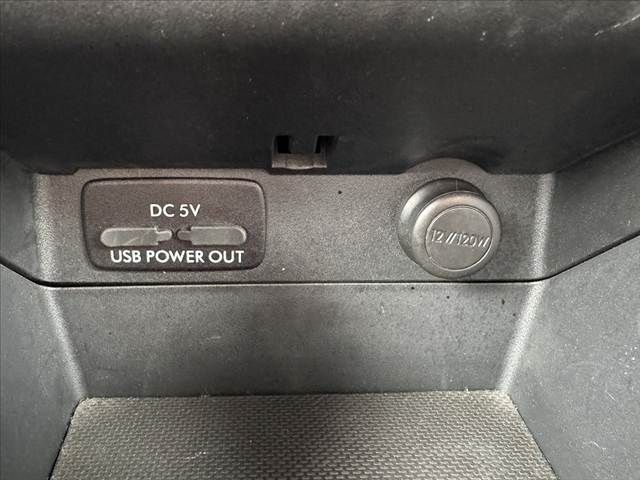 DC 5V
USB POWER OUT
12V/120W